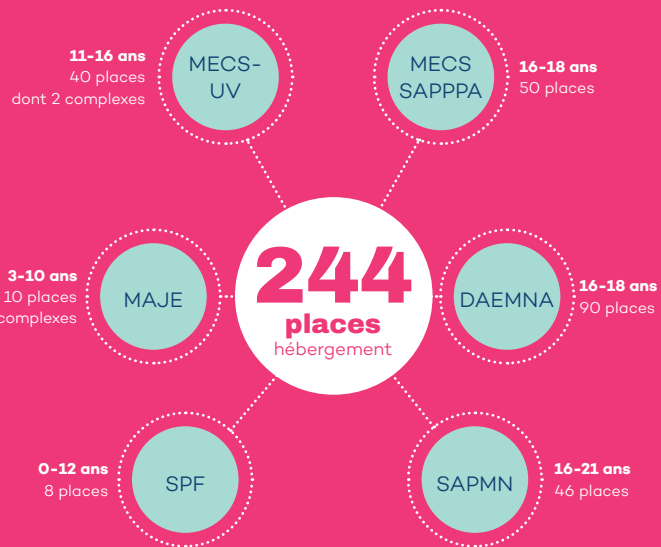 11-16 ans
40 places
dont 2 complexes
MECS-
UV
MECS
SAPPPA
16-18 ans
50 places
3-10 ans
10 places
complexes
MAJE
244
places
hébergement
DAEMNA
16-18 ans
90 places
0-12 ans
8 places
SPF
SAPMN
16-21 ans
46 places